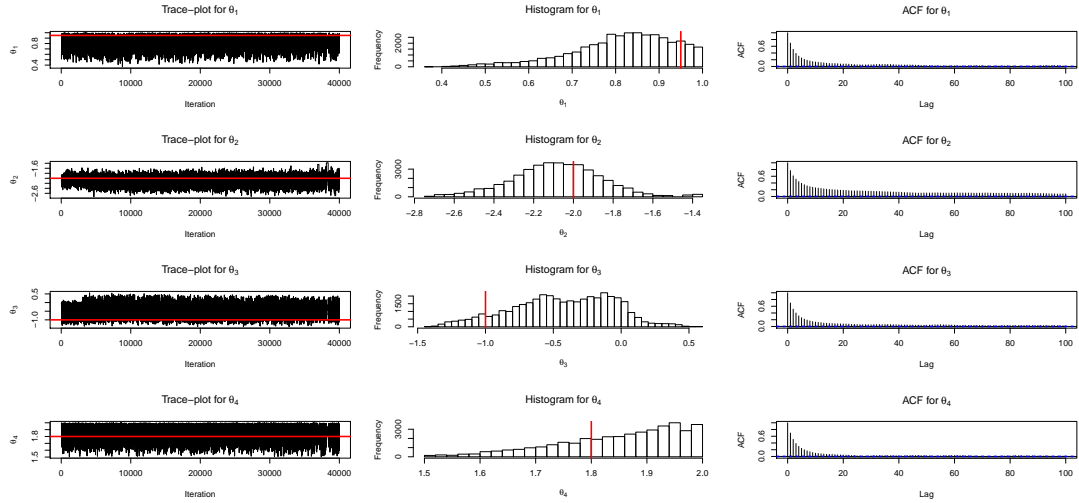 Trace−plot for θ1
Histogram for θ1
ACF for θ1
θ1
0.4 0.8
0 10000 20000 30000 40000
Iteration
Frequency
0 2000
0.4 0.5 0.6 0.7 0.8 0.9 1.0
θ1
ACF
0.0 0.6
0 20 40 60 80 100
Lag
Trace−plot for θ2
Histogram for θ2
ACF for θ2
θ2
−2.6 −1.6
0 10000 20000 30000 40000
Iteration
Frequency
0 3000
−2.8 −2.6 −2.4 −2.2 −2.0 −1.8 −1.6 −1.4
θ2
ACF
0.0 0.6
0 20 40 60 80 100
Lag
Trace−plot for θ3
Histogram for θ3
ACF for θ3
θ3
−1.0 0.5
0 10000 20000 30000 40000
Iteration
Frequency
0 1500
−1.5 −1.0 −0.5 0.0 0.5
θ3
ACF
0.0 0.6
0 20 40 60 80 100
Lag
Trace−plot for θ4
Histogram for θ4
ACF for θ4
θ4
1.5 1.8
0 10000 20000 30000 40000
Iteration
Frequency
0 3000
1.5 1.6 1.7 1.8 1.9 2.0
θ4
ACF
0.0 0.6
0 20 40 60 80 100
Lag